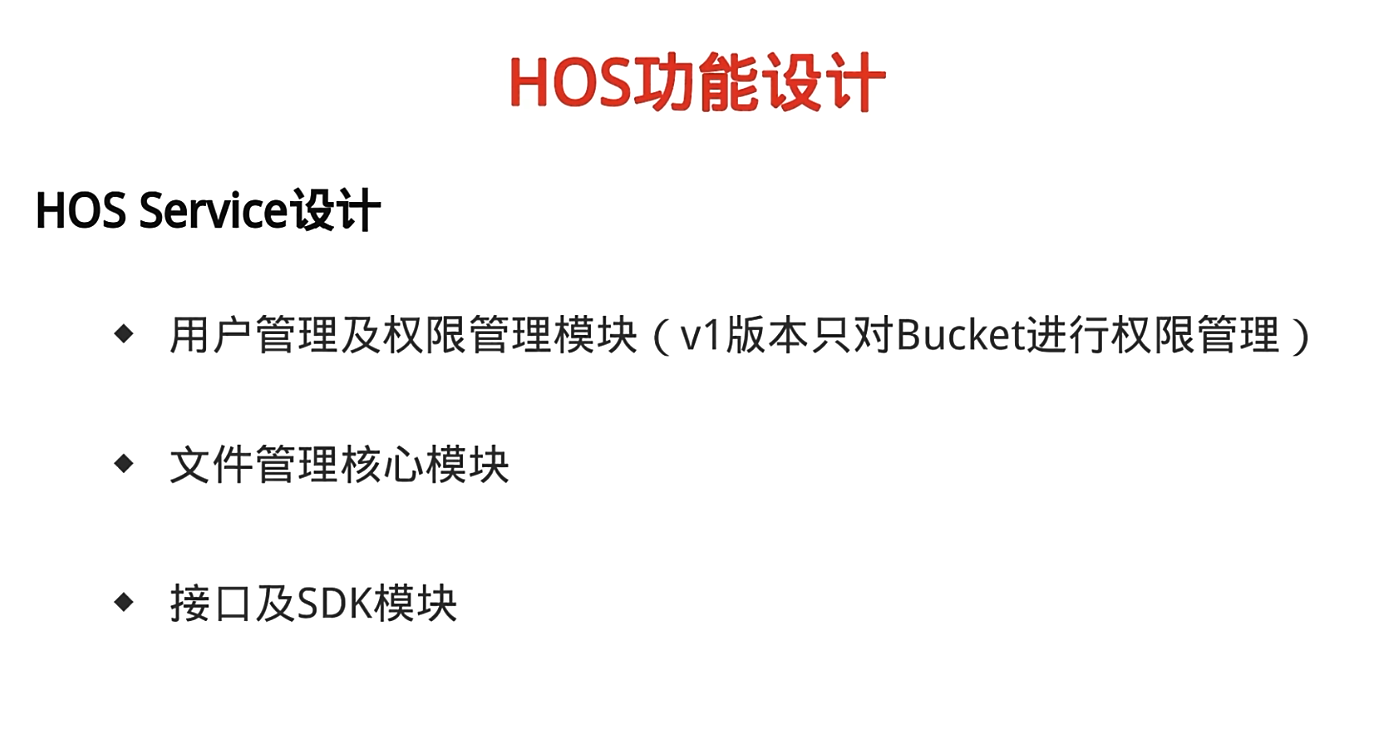 HOS功能设计
HOS Service设计
◆ 用户管理及权限管理模块（v1版本只对Bucket进行权限管理）
◆ 文件管理核心模块
◆ 接口及SDK模块